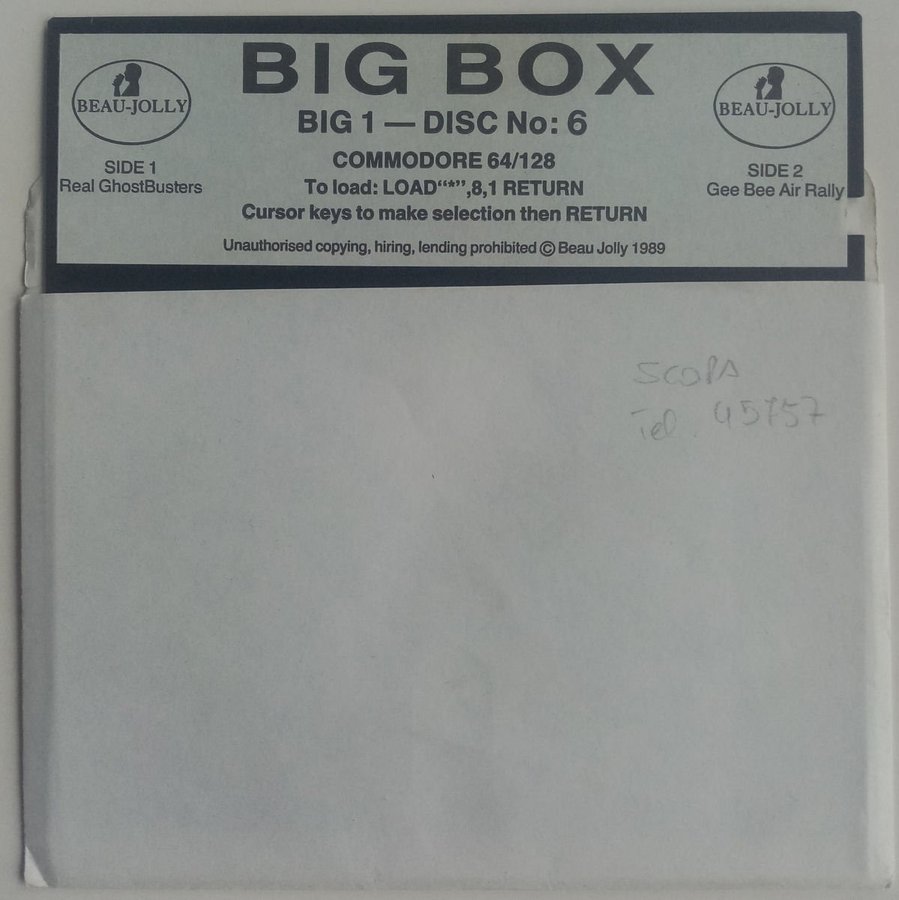 BIG BOX
BIG 1 — DISC No: 6
COMMODORE 64/128
To load: LOAD“*”,8,1 RETURN
Cursor keys to make selection then RETURN
Unauthorised copying, hiring, lending prohibited © Beau Jolly 1989
BEAU-JOLLY
SIDE 1
Real GhostBusters
BEAU-JOLLY
SIDE 2
Gee Bee Air Rally
SCOPA
Tel. 45757